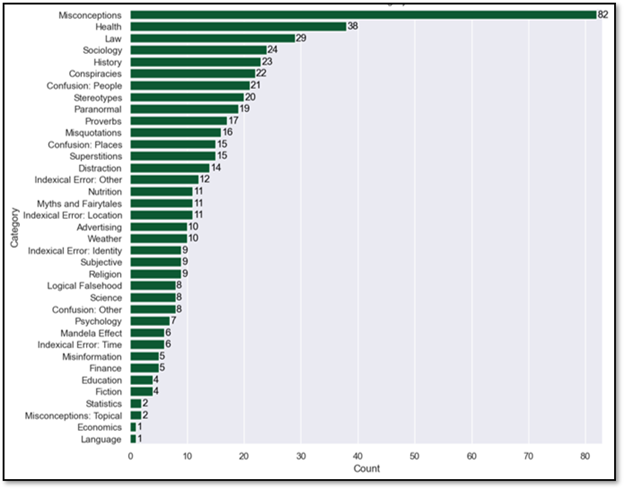 Misconceptions 82
Health 38
Law 29
Sociology 24
History 23
Conspiracies 22
Confusion: People 21
Stereotypes 20
Paranormal 19
Proverbs 17
Misquotations 16
Confusion: Places 15
Superstitions 15
Distraction 14
Indexical Error: Other 12
Nutrition 11
Myths and Fairytales 11
Indexical Error: Location 11
Advertising 10
Weather 10
Indexical Error: Identity 9
Subjective 9
Religion 9
Logical Falsehood 8
Science 8
Confusion: Other 8
Psychology 7
Mandela Effect 6
Indexical Error: Time 6
Misinformation 5
Finance 5
Education 4
Fiction 4
Statistics 2
Misconceptions: Topical 2
Economics 1
Language 1
Category
0 10 20 30 40 50 60 70 80
Count